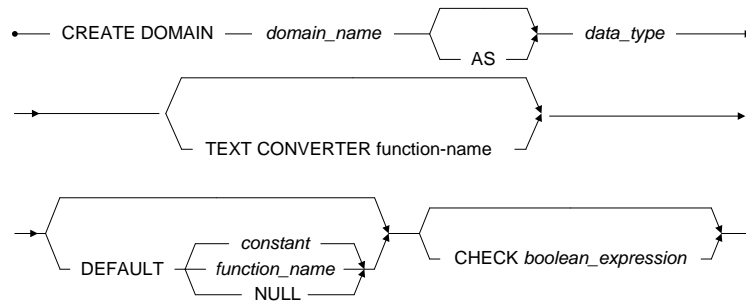 CREATE DOMAIN domain_name AS data_type
TEXT CONVERTER function-name
DEFAULT constant
function_name
NULL
CHECK boolean_expression